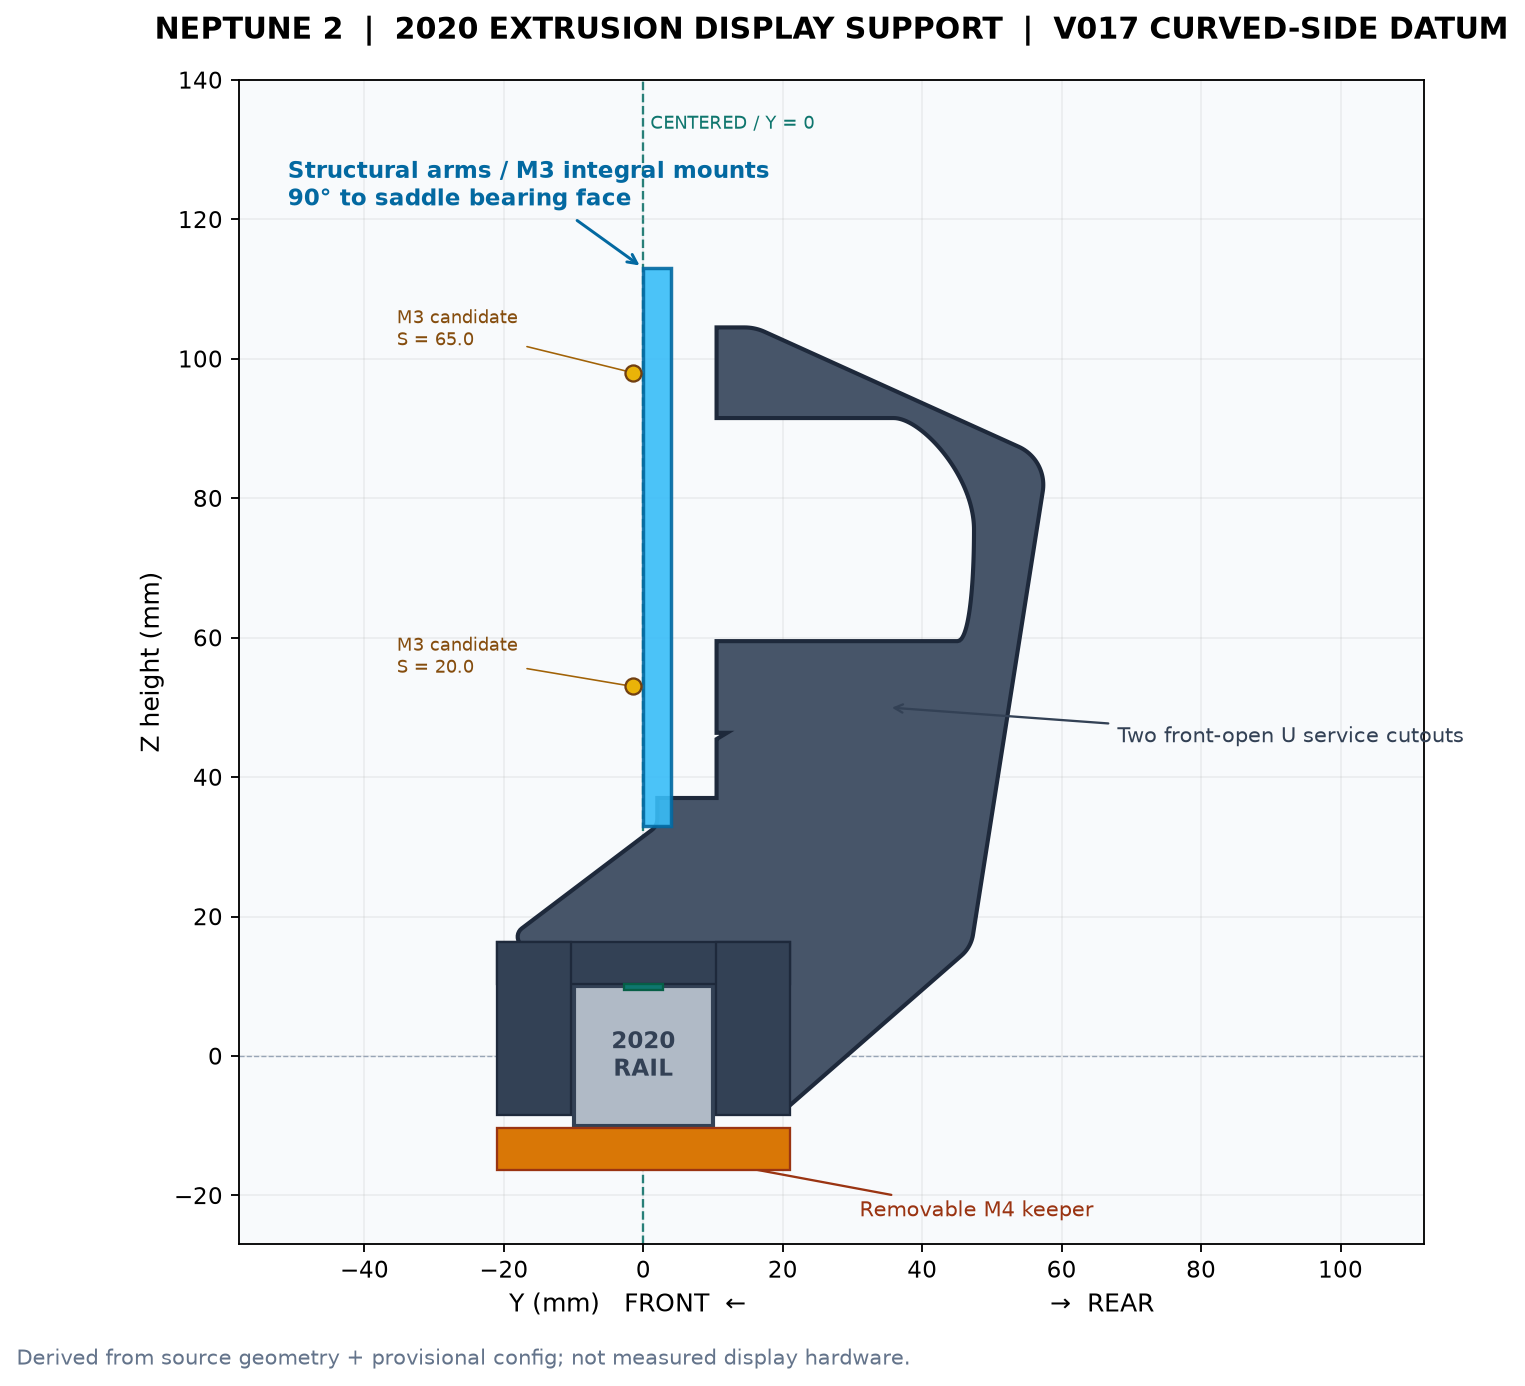 NEPTUNE 2 | 2020 EXTRUSION DISPLAY SUPPORT | V017 CURVED-SIDE DATUM
140
CENTERED / Y = 0
Structural arms / M3 integral mounts
90° to saddle bearing face
120
M3 candidate
S = 65.0
100
80
Z height (mm)
60
M3 candidate
S = 20.0
Two front-open U service cutouts
40
20
2020
RAIL
0
−20
Removable M4 keeper
−40
−20
0
20
40
60
80
100
Y (mm) FRONT ← → REAR
Derived from source geometry + provisional config; not measured display hardware.